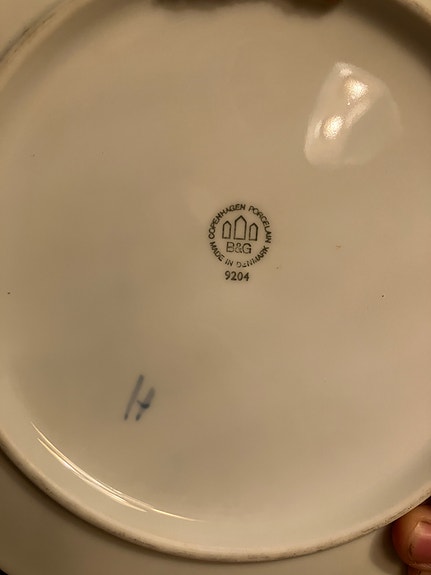 COPENHAGEN PORCELAIN
B&G
MADE IN DENMARK
9204